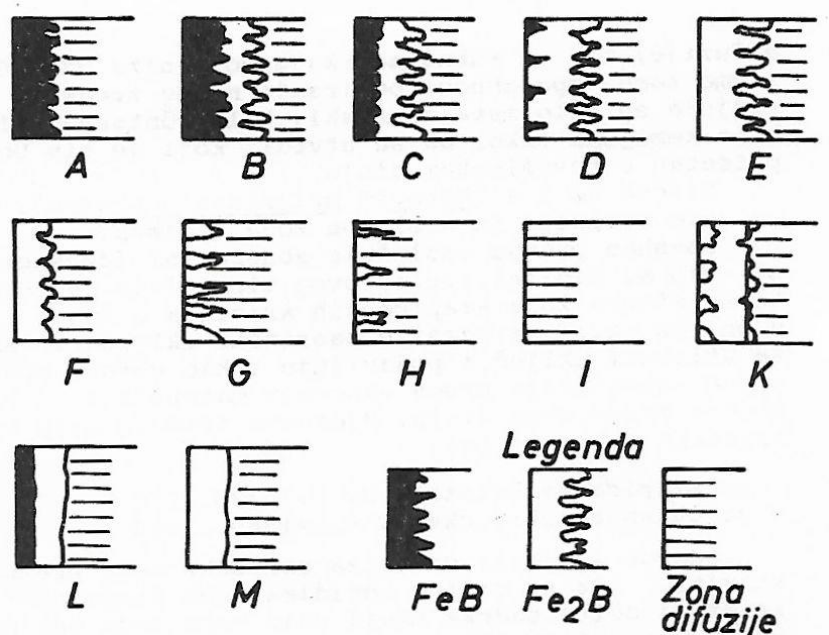 A B C D E
F G H I K
Legenda
L M FeB Fe₂B Zona
difuzije